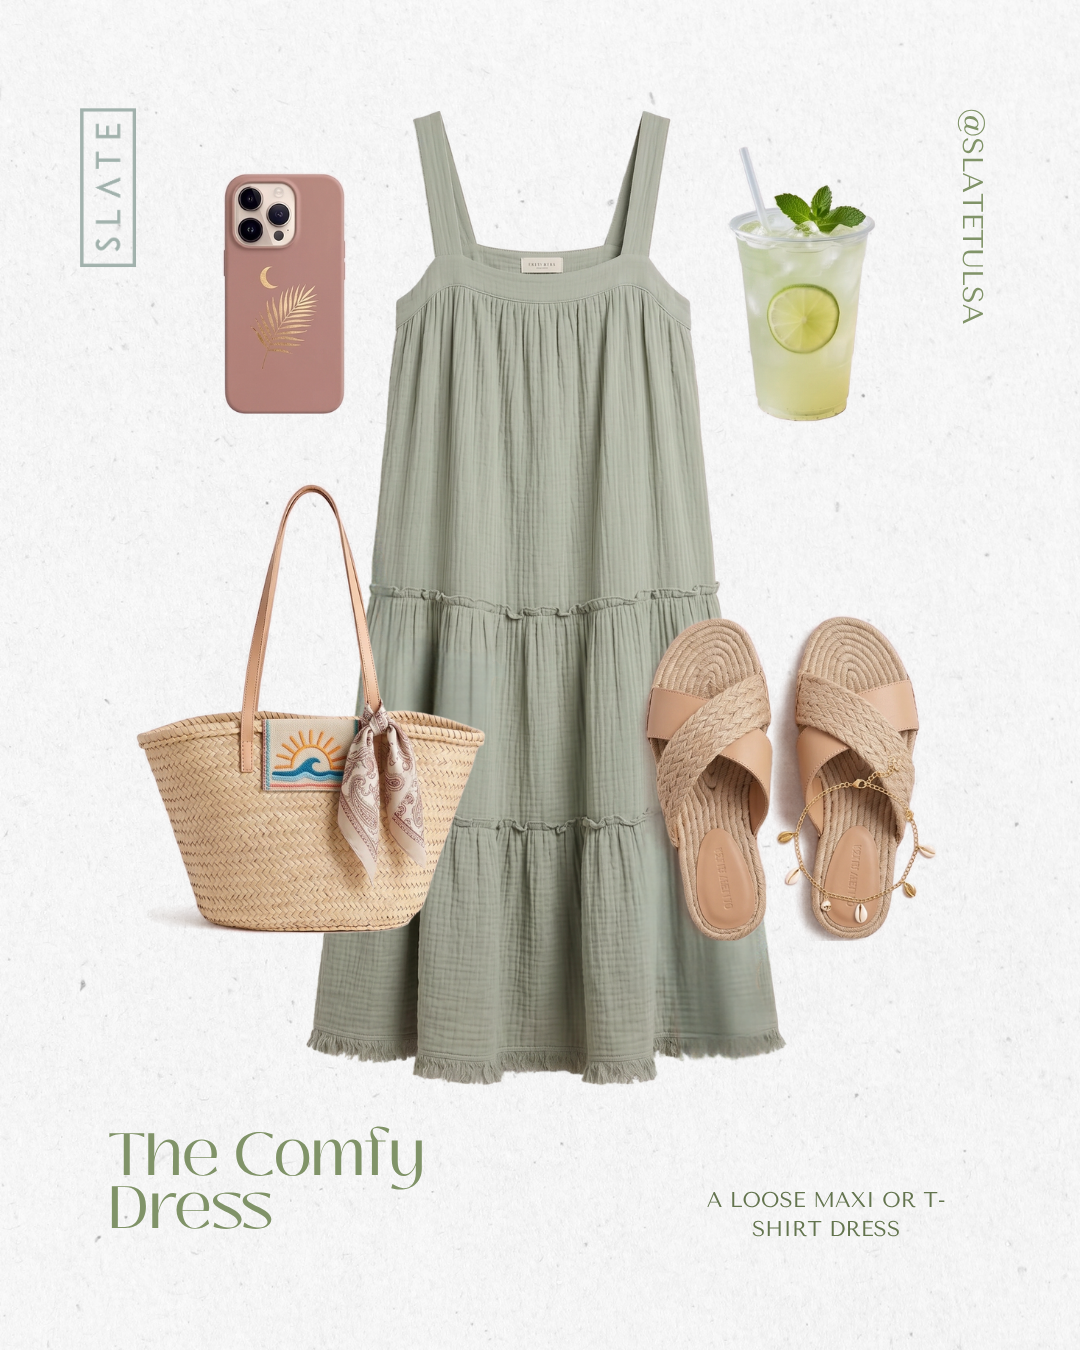 SLATE
@SLATETULSA
The Comfy
Dress
A LOOSE MAXI OR T-
SHIRT DRESS